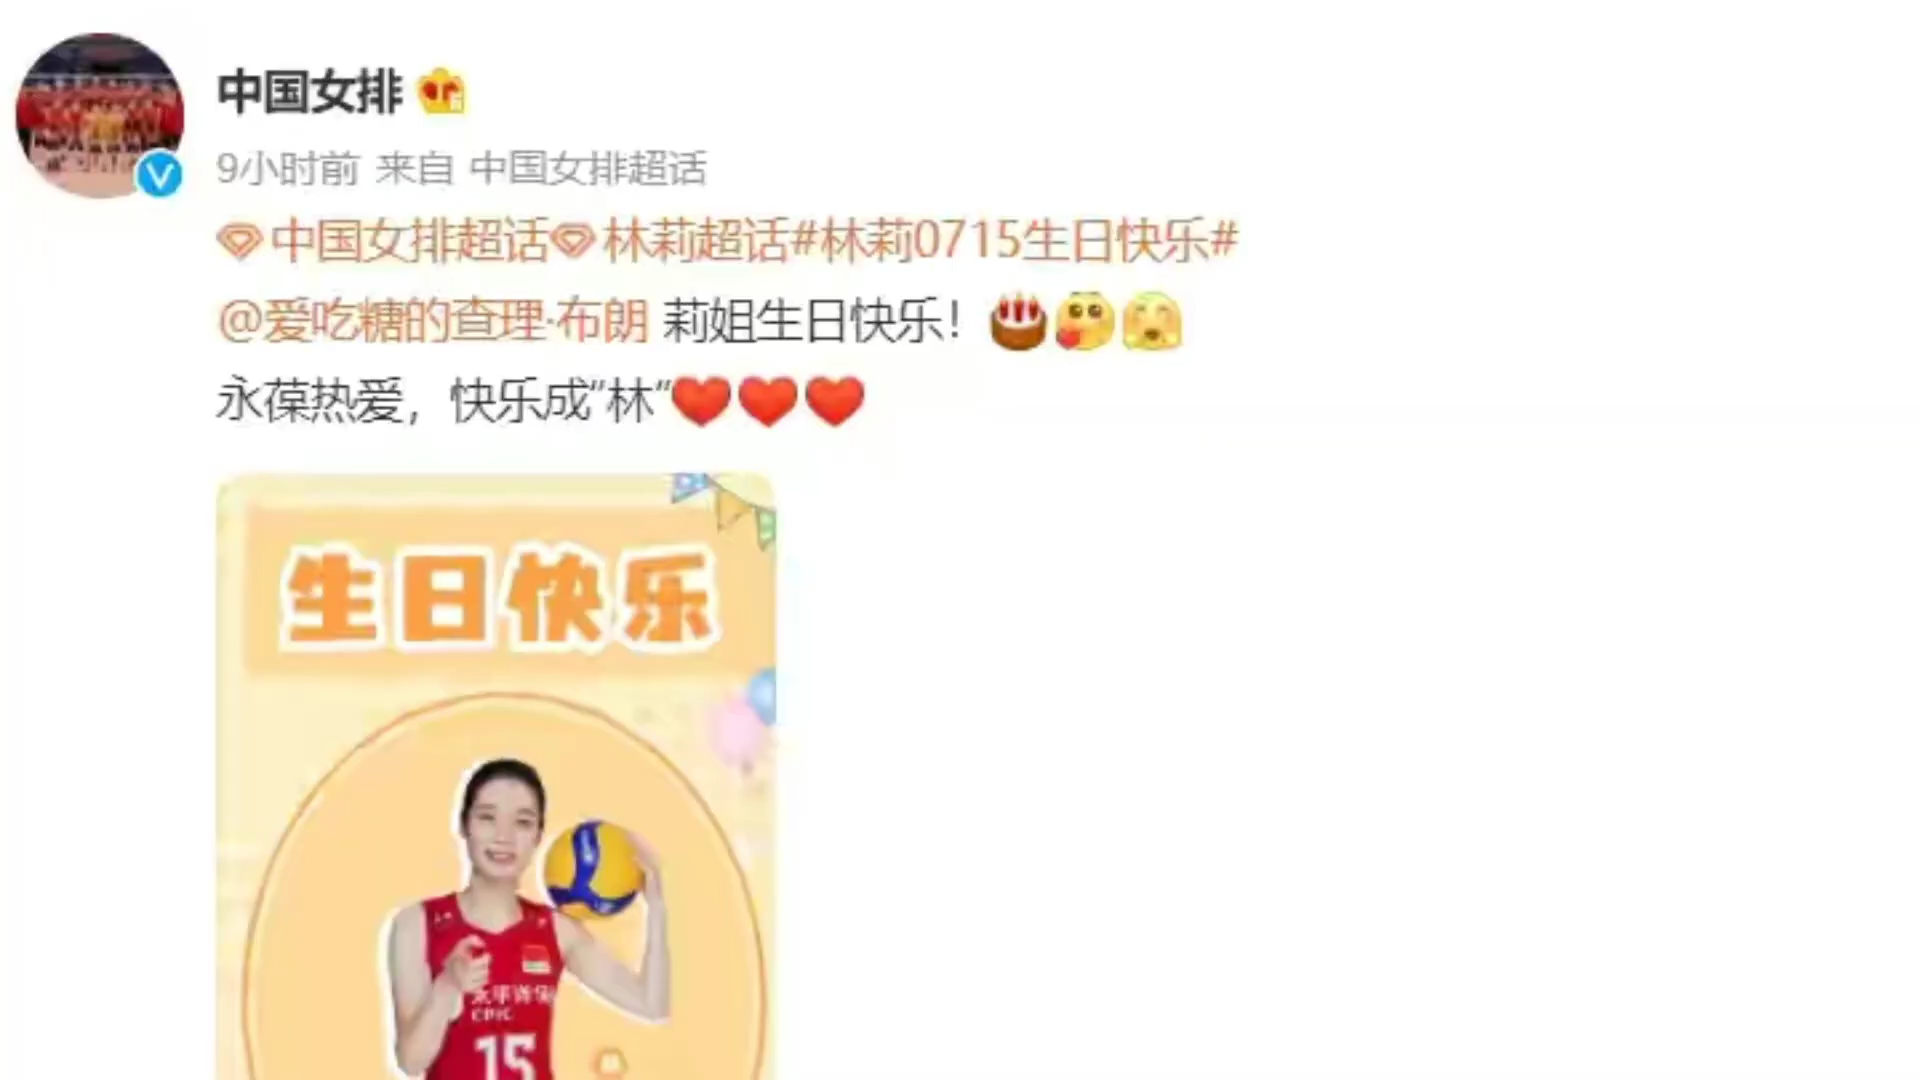 中国女排
9小时前 来自 中国女排超话
中国女排超话 林莉超话#林莉0715生日快乐#
@爱吃糖的查理·布朗 莉姐生日快乐！
永葆热爱，快乐成“林”
生日快乐
CPIC
15